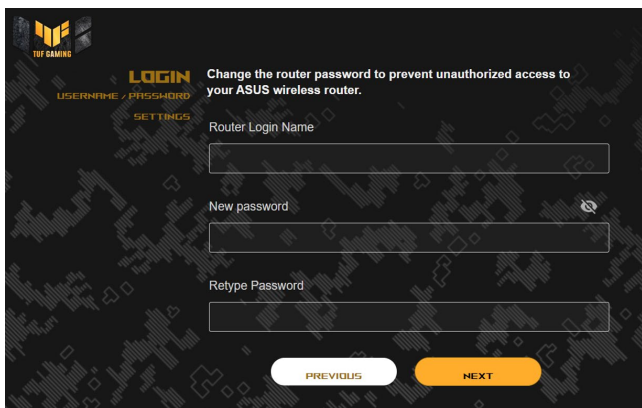 TUF GAMING
LOGIN
USERNAME / PASSWORD
SETTINGS
Change the router password to prevent unauthorized access to
your ASUS wireless router.
Router Login Name
New password
Retype Password
PREVIOUS
NEXT